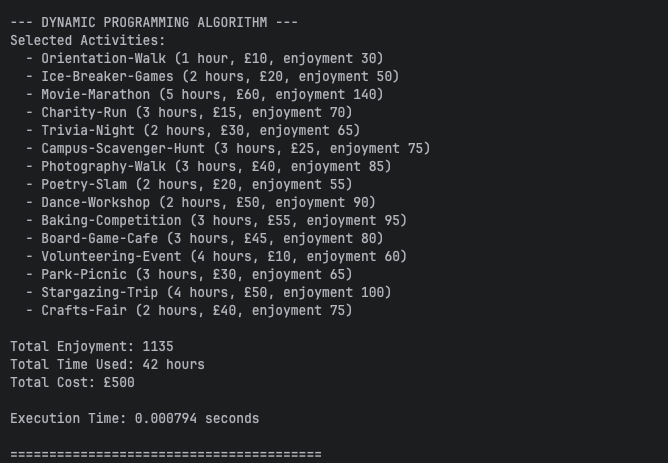 --- DYNAMIC PROGRAMMING ALGORITHM ---
Selected Activities:
  - Orientation-Walk (1 hour, £10, enjoyment 30)
  - Ice-Breaker-Games (2 hours, £20, enjoyment 50)
  - Movie-Marathon (5 hours, £60, enjoyment 140)
  - Charity-Run (3 hours, £15, enjoyment 70)
  - Trivia-Night (2 hours, £30, enjoyment 65)
  - Campus-Scavenger-Hunt (3 hours, £25, enjoyment 75)
  - Photography-Walk (3 hours, £40, enjoyment 85)
  - Poetry-Slam (2 hours, £20, enjoyment 55)
  - Dance-Workshop (2 hours, £50, enjoyment 90)
  - Baking-Competition (3 hours, £55, enjoyment 95)
  - Board-Game-Cafe (3 hours, £45, enjoyment 80)
  - Volunteering-Event (4 hours, £10, enjoyment 60)
  - Park-Picnic (3 hours, £30, enjoyment 65)
  - Stargazing-Trip (4 hours, £50, enjoyment 100)
  - Crafts-Fair (2 hours, £40, enjoyment 75)
Total Enjoyment: 1135
Total Time Used: 42 hours
Total Cost: £500
Execution Time: 0.000794 seconds
========================================